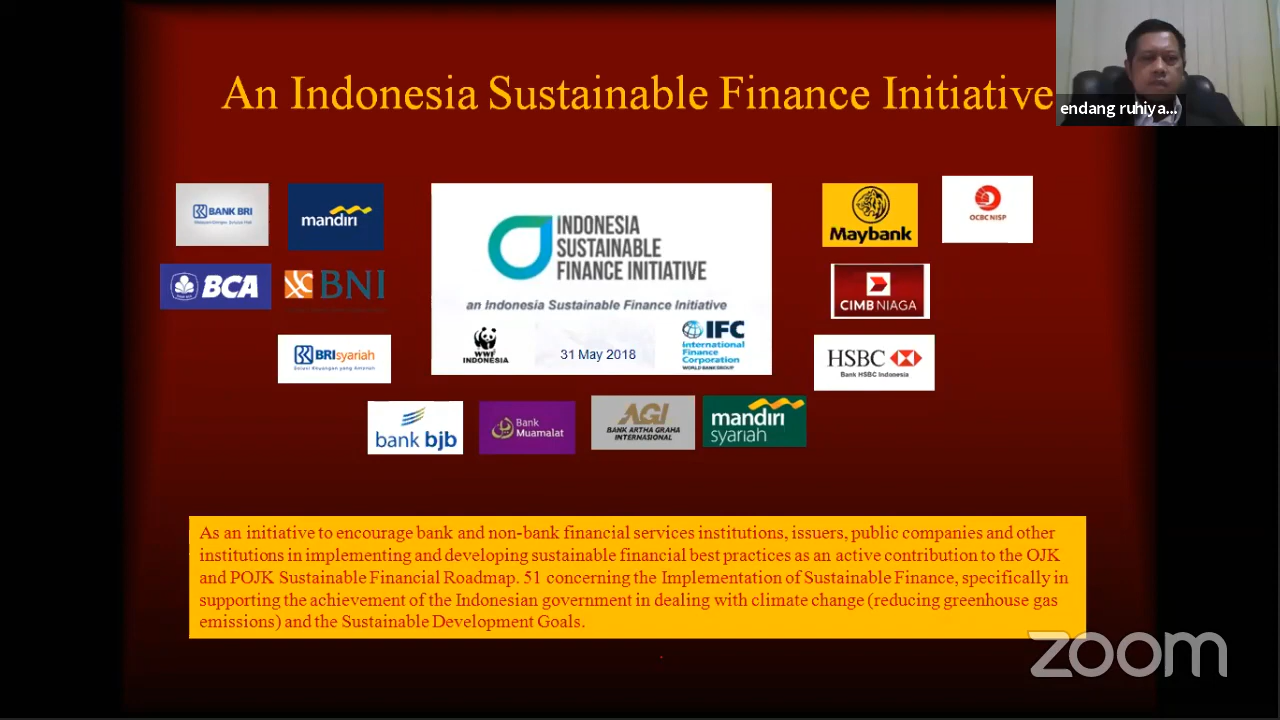 An Indonesia Sustainable Finance Initiative
endang ruhiya...
BANK BRI
mandiri
BCA
BNI
BRIsyariah
INDONESIA
SUSTAINABLE
FINANCE INITIATIVE
an Indonesia Sustainable Finance Initiative
WWF
INDONESIA
31 May 2018
IFC
International
Finance
Corporation
WORLD BANK GROUP
Maybank
OCBC NISP
CIMB NIAGA
HSBC
Bank HSBC Indonesia
bank bjb
Bank
Muamalat
AGI
BANK ARTHA GRAHA
INTERNASIONAL
mandiri
syariah
As an initiative to encourage bank and non-bank financial services institutions, issuers, public companies and other
institutions in implementing and developing sustainable financial best practices as an active contribution to the OJK
and POJK Sustainable Financial Roadmap. 51 concerning the Implementation of Sustainable Finance, specifically in
supporting the achievement of the Indonesian government in dealing with climate change (reducing greenhouse gas
emissions) and the Sustainable Development Goals.
zoom